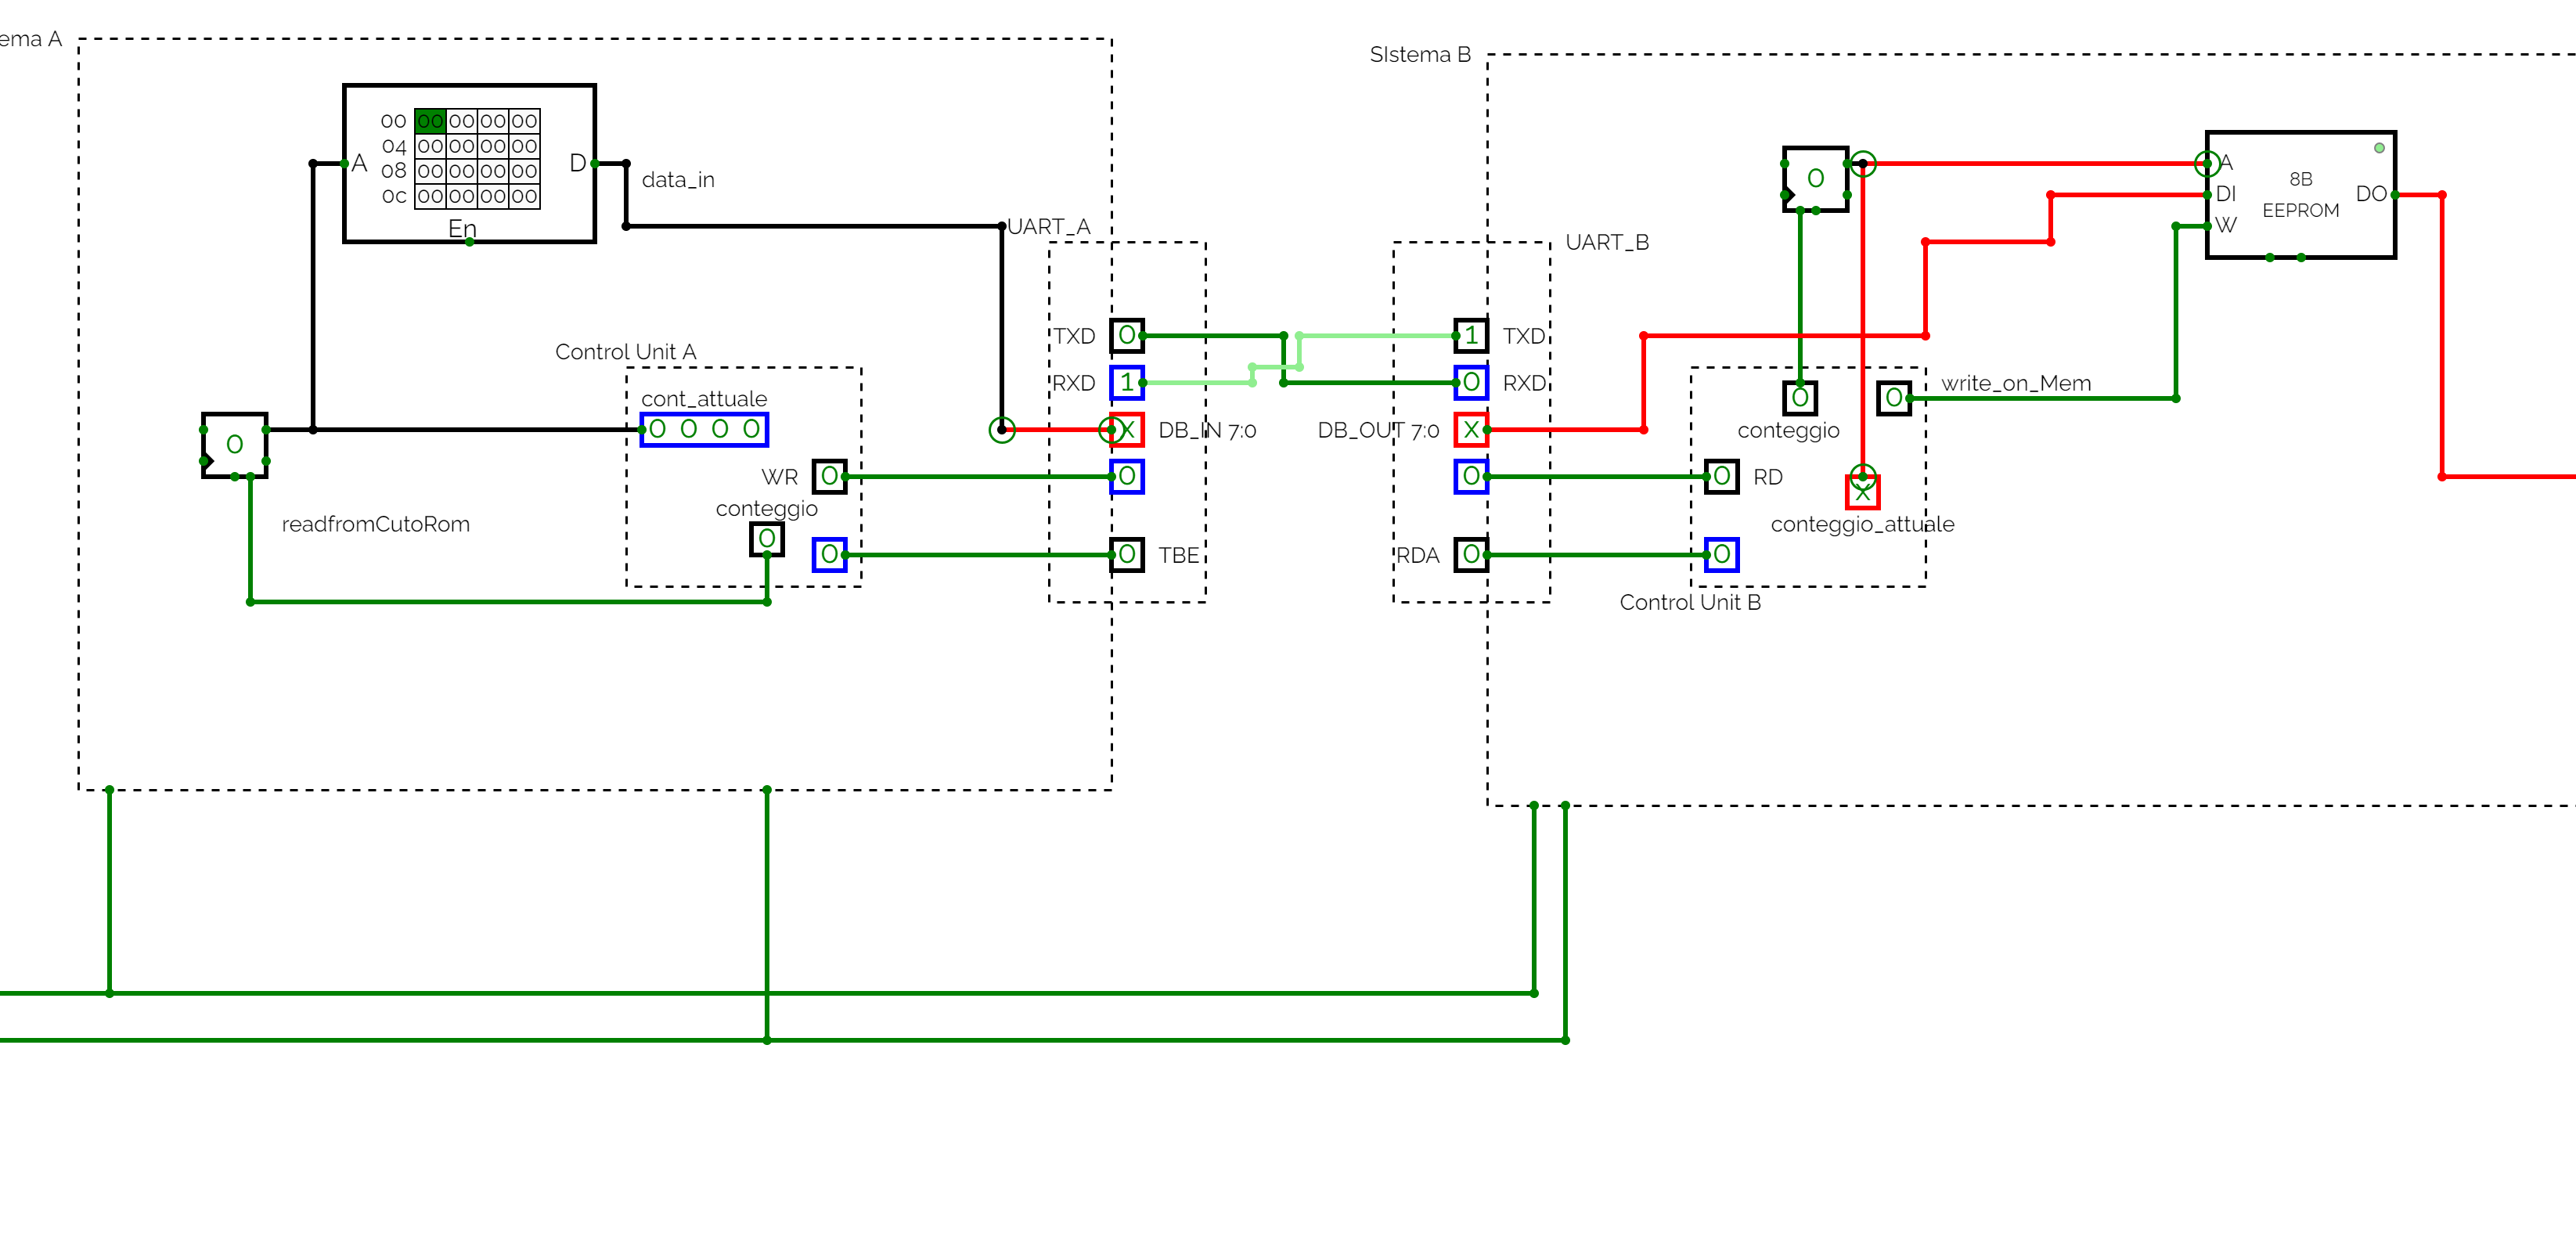 ema A
SIstema B
00 00 00 00 00
04 00 00 00 00
08 00 00 00 00
0c 00 00 00 00
A
D
En
data_in
UART_A
UART_B
0
A
DI
W
8B
EEPROM
DO
TXD 0
1 TXD
RXD 1
0 RXD
Control Unit A
cont_attuale
0 0 0 0
0
X DB_IN 7:0
DB_OUT 7:0 X
0
0
write_on_Mem
conteggio
WR 0
0
0
0 RD
X
conteggio_attuale
conteggio
0
readfromCutoRom
0
0 TBE
RDA 0
0
Control Unit B